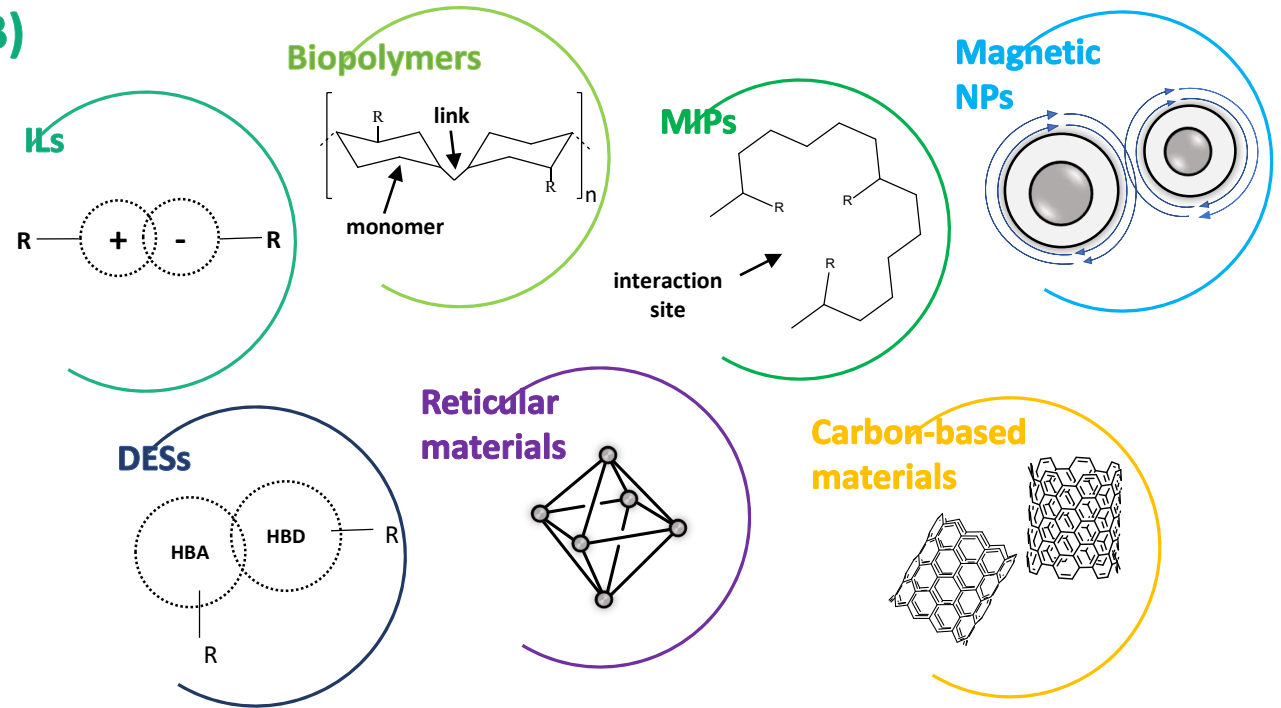 B)
ILs
R
+
-
R
Biopolymers
R
link
R
n
monomer
MIPs
R
R
R
interaction
site
Magnetic
NPs
DESs
HBA
HBD
R
R
Reticular
materials
Carbon-based
materials